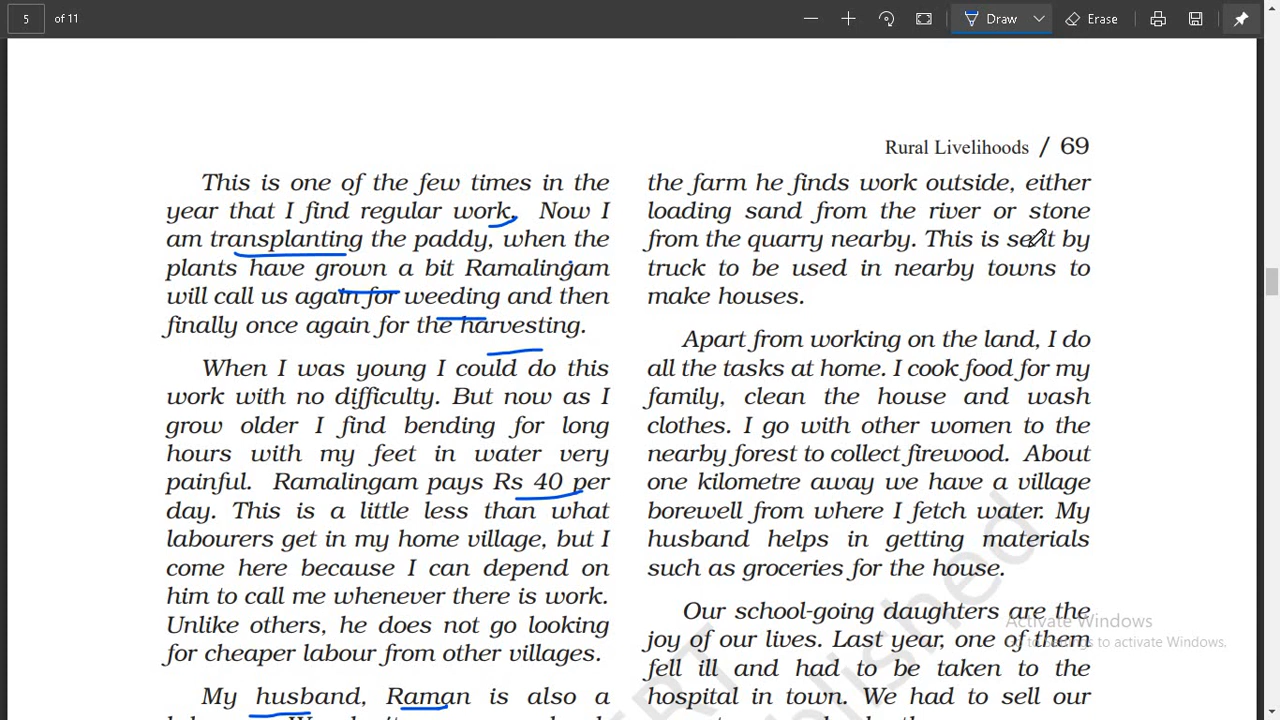 5 of 11
Draw
Erase
Rural Livelihoods / 69
This is one of the few times in the
year that I find regular work. Now I
am transplanting the paddy, when the
plants have grown a bit Ramalingam
will call us again for weeding and then
finally once again for the harvesting.
When I was young I could do this
work with no difficulty. But now as I
grow older I find bending for long
hours with my feet in water very
painful. Ramalingam pays Rs 40 per
day. This is a little less than what
labourers get in my home village, but I
come here because I can depend on
him to call me whenever there is work.
Unlike others, he does not go looking
for cheaper labour from other villages.
My husband, Raman is also a
the farm he finds work outside, either
loading sand from the river or stone
from the quarry nearby. This is sent by
truck to be used in nearby towns to
make houses.
Apart from working on the land, I do
all the tasks at home. I cook food for my
family, clean the house and wash
clothes. I go with other women to the
nearby forest to collect firewood. About
one kilometre away we have a village
borewell from where I fetch water. My
husband helps in getting materials
such as groceries for the house.
Our school-going daughters are the
joy of our lives. Last year, one of them
fell ill and had to be taken to the
hospital in town. We had to sell our
Activate Windows
Go to Settings to activate Windows.